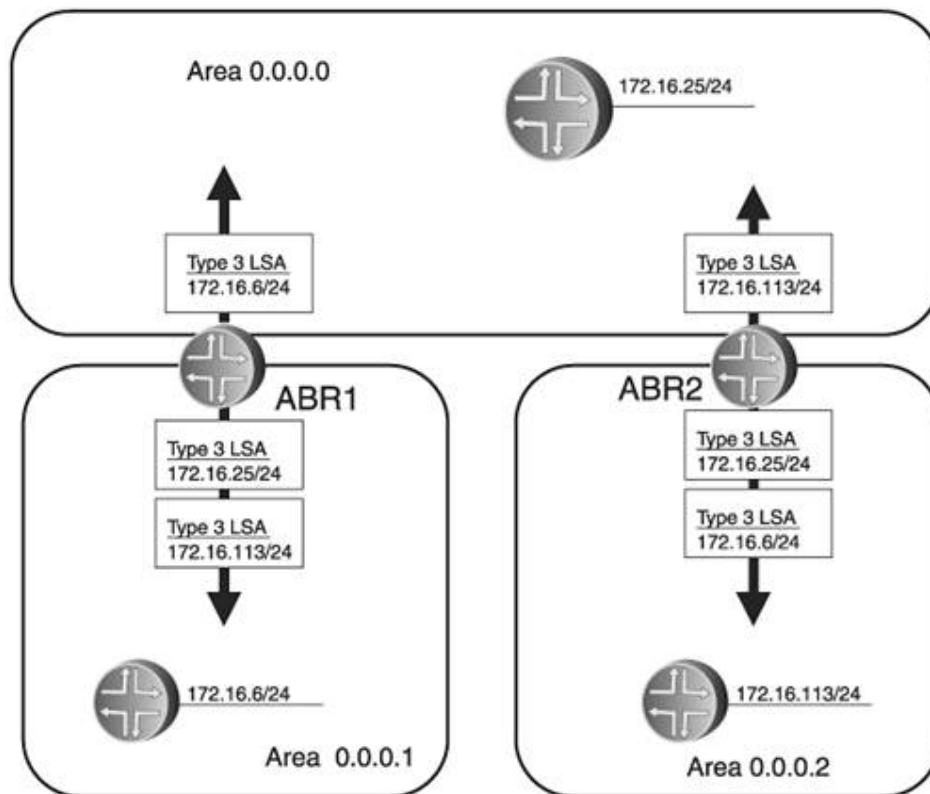 Area 0.0.0.0
172.16.25/24
Type 3 LSA
172.16.6/24
Type 3 LSA
172.16.113/24
ABR1
ABR2
Type 3 LSA
172.16.25/24
Type 3 LSA
172.16.113/24
Type 3 LSA
172.16.25/24
Type 3 LSA
172.16.6/24
172.16.6/24
Area 0.0.0.1
172.16.113/24
Area 0.0.0.2